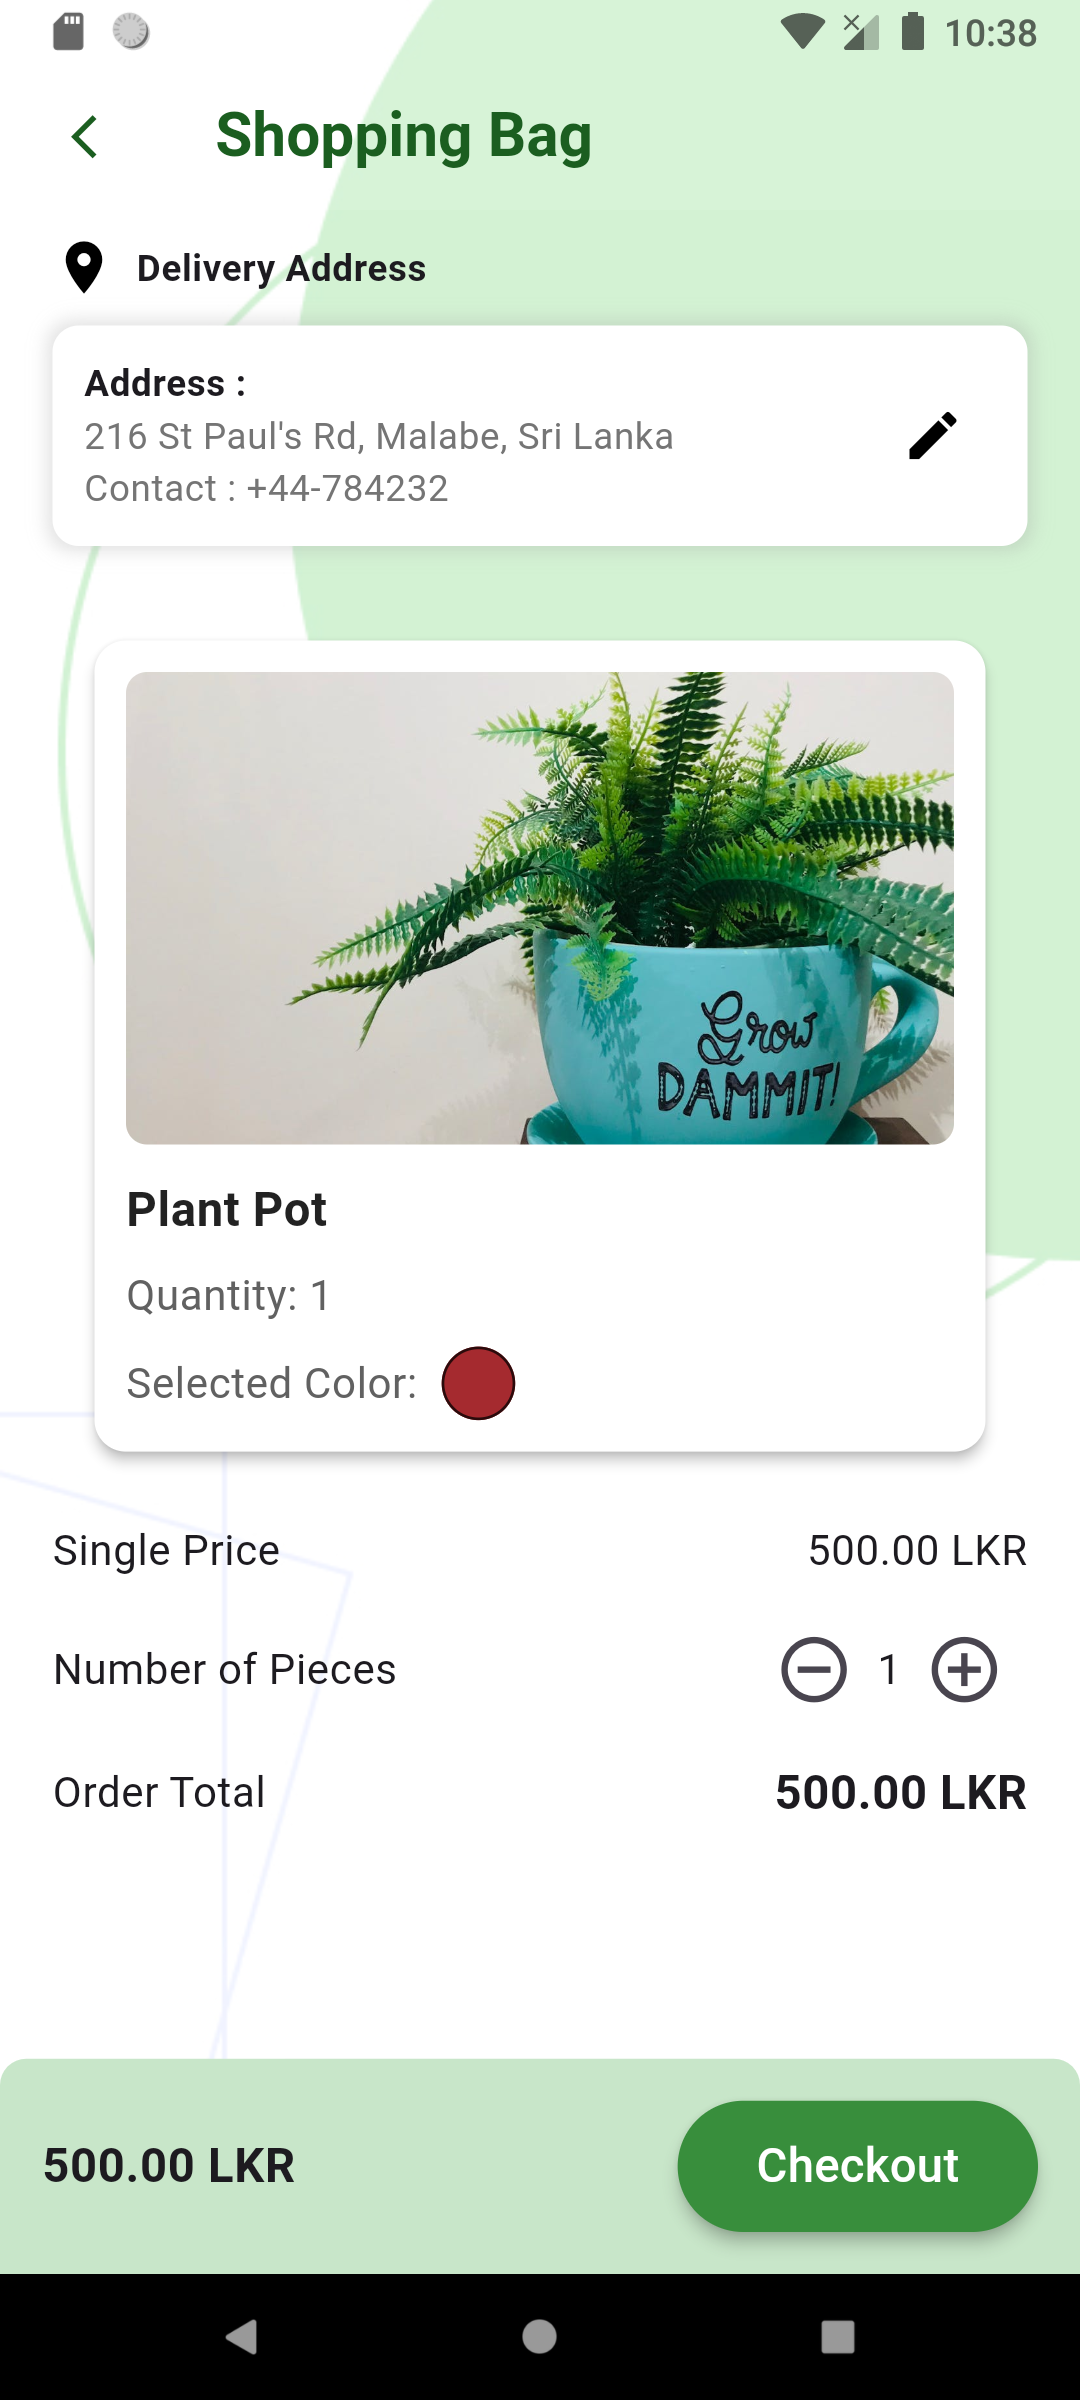 10:38
Shopping Bag
Delivery Address
Address :
216 St Paul's Rd, Malabe, Sri Lanka
Contact : +44-784232
Grow
DAMMIT!
Plant Pot
Quantity: 1
Selected Color:
Single Price 500.00 LKR
Number of Pieces 1
Order Total 500.00 LKR
500.00 LKR Checkout